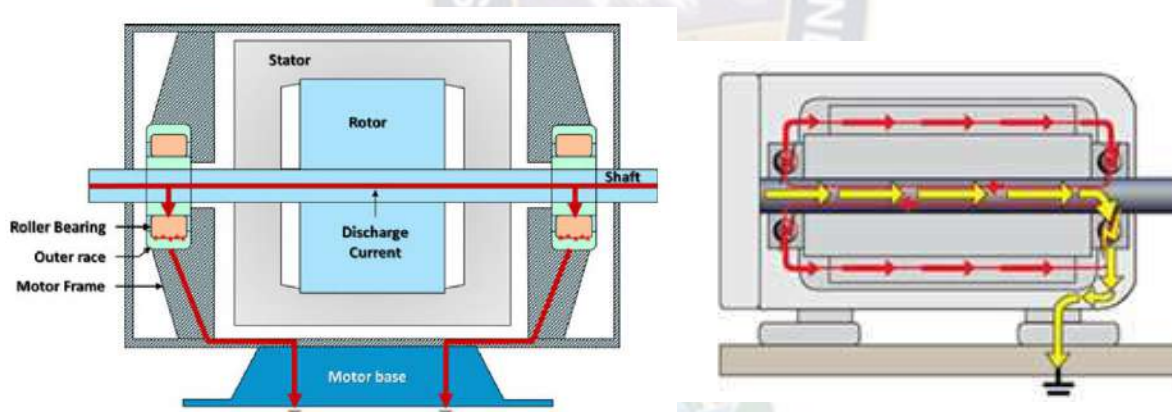 Stator
Rotor
Shaft
Roller Bearing
Discharge
Current
Outer race
Motor Frame
Motor base